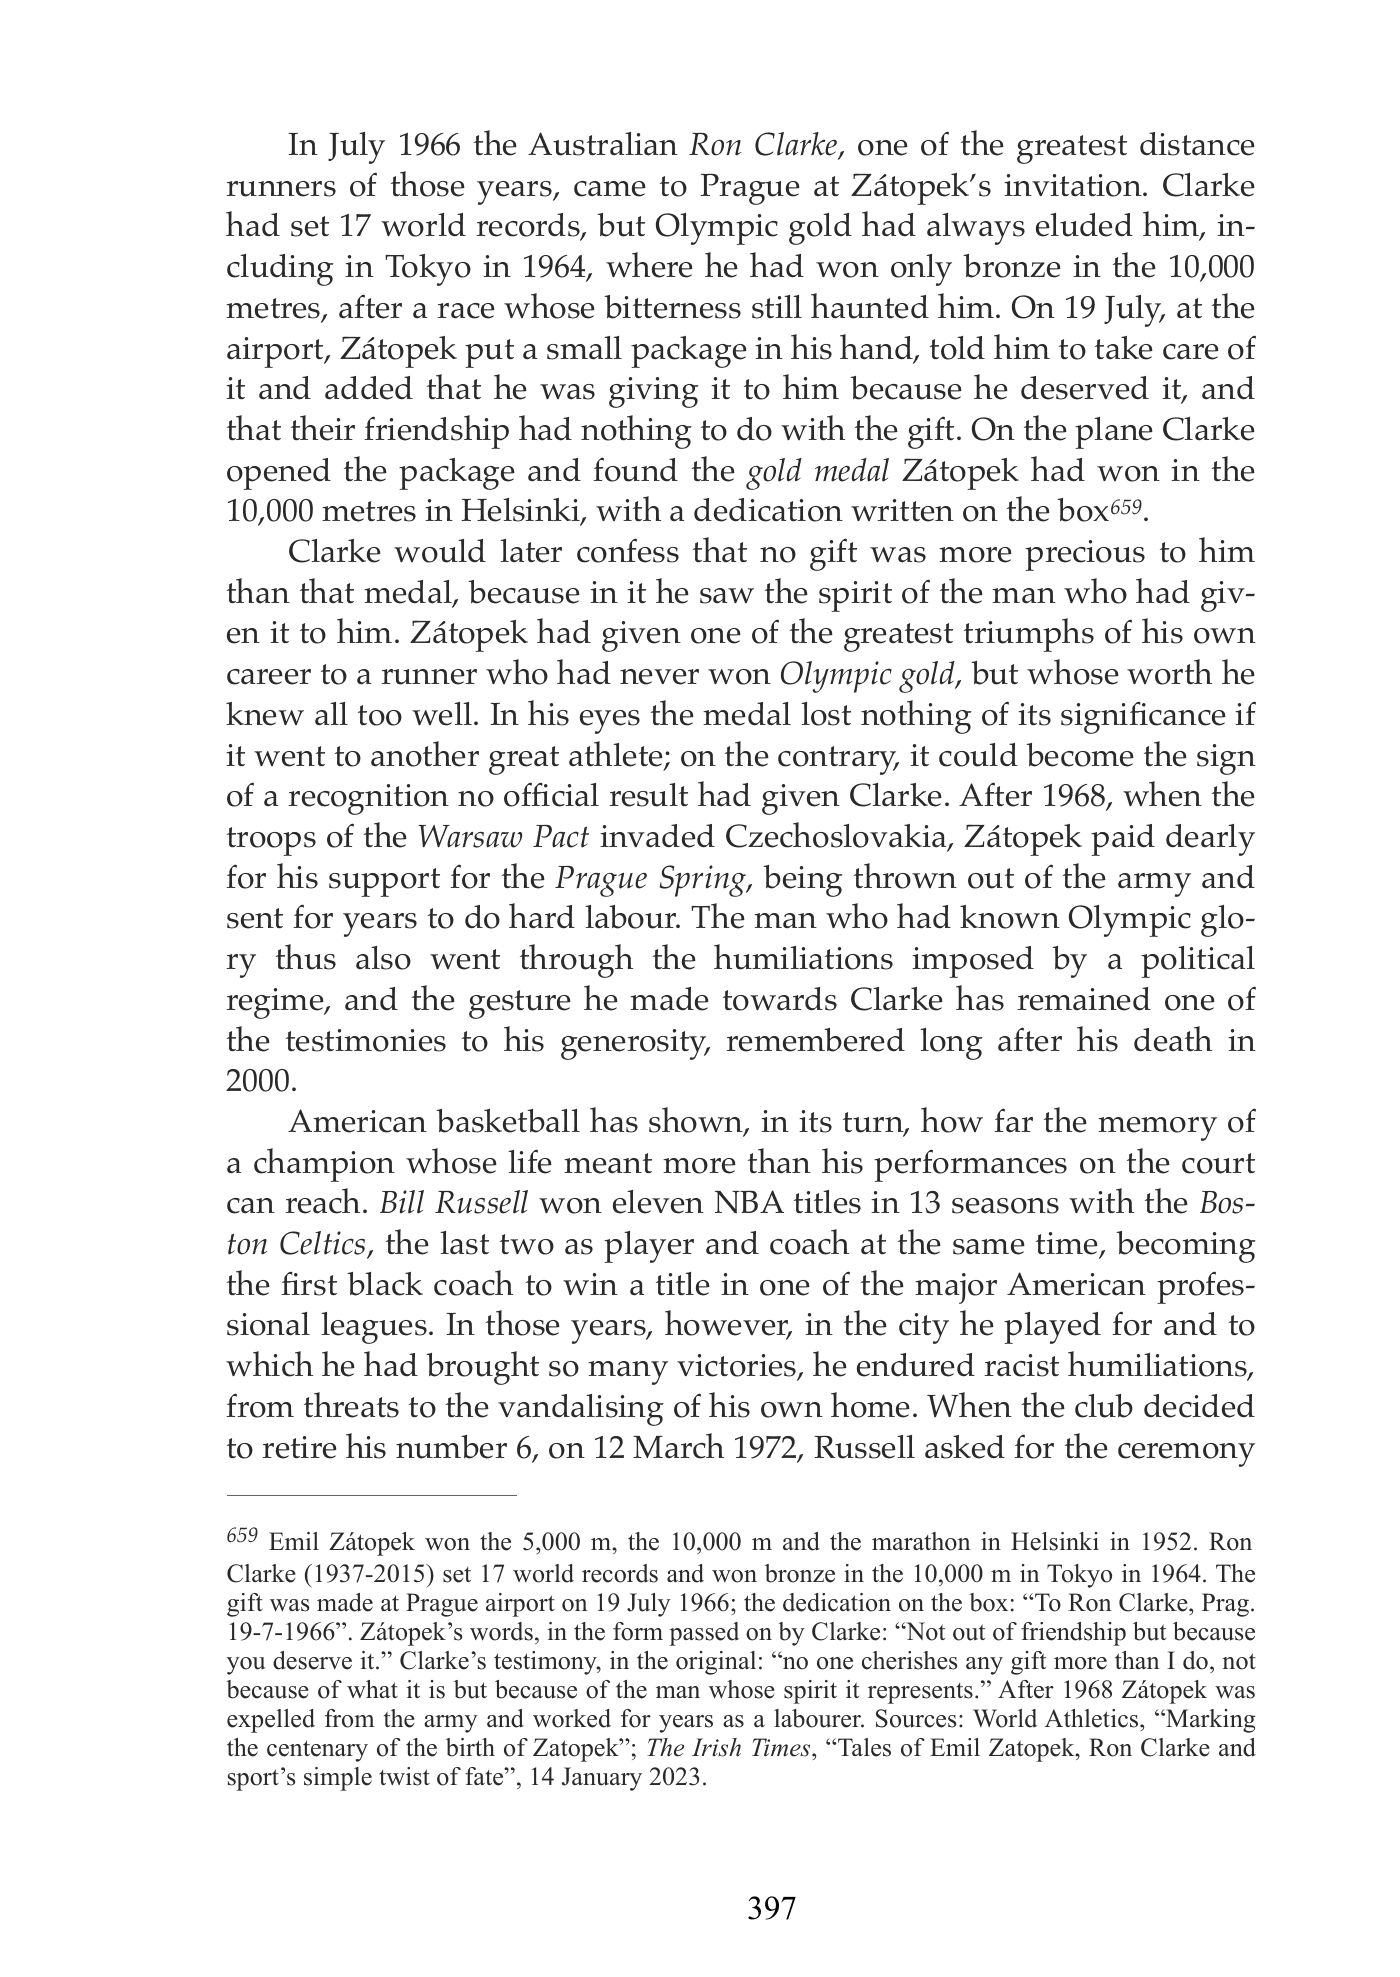 In July 1966 the Australian Ron Clarke, one of the greatest distance
runners of those years, came to Prague at Zátopek’s invitation. Clarke
had set 17 world records, but Olympic gold had always eluded him, in-
cluding in Tokyo in 1964, where he had won only bronze in the 10,000
metres, after a race whose bitterness still haunted him. On 19 July, at the
airport, Zátopek put a small package in his hand, told him to take care of
it and added that he was giving it to him because he deserved it, and
that their friendship had nothing to do with the gift. On the plane Clarke
opened the package and found the gold medal Zátopek had won in the
10,000 metres in Helsinki, with a dedication written on the box659.
Clarke would later confess that no gift was more precious to him
than that medal, because in it he saw the spirit of the man who had giv-
en it to him. Zátopek had given one of the greatest triumphs of his own
career to a runner who had never won Olympic gold, but whose worth he
knew all too well. In his eyes the medal lost nothing of its significance if
it went to another great athlete; on the contrary, it could become the sign
of a recognition no official result had given Clarke. After 1968, when the
troops of the Warsaw Pact invaded Czechoslovakia, Zátopek paid dearly
for his support for the Prague Spring, being thrown out of the army and
sent for years to do hard labour. The man who had known Olympic glo-
ry thus also went through the humiliations imposed by a political
regime, and the gesture he made towards Clarke has remained one of
the testimonies to his generosity, remembered long after his death in
2000.
American basketball has shown, in its turn, how far the memory of
a champion whose life meant more than his performances on the court
can reach. Bill Russell won eleven NBA titles in 13 seasons with the Bos-
ton Celtics, the last two as player and coach at the same time, becoming
the first black coach to win a title in one of the major American profes-
sional leagues. In those years, however, in the city he played for and to
which he had brought so many victories, he endured racist humiliations,
from threats to the vandalising of his own home. When the club decided
to retire his number 6, on 12 March 1972, Russell asked for the ceremony
659 Emil Zátopek won the 5,000 m, the 10,000 m and the marathon in Helsinki in 1952. Ron
Clarke (1937-2015) set 17 world records and won bronze in the 10,000 m in Tokyo in 1964. The
gift was made at Prague airport on 19 July 1966; the dedication on the box: “To Ron Clarke, Prag.
19-7-1966”. Zátopek’s words, in the form passed on by Clarke: “Not out of friendship but because
you deserve it.” Clarke’s testimony, in the original: “no one cherishes any gift more than I do, not
because of what it is but because of the man whose spirit it represents.” After 1968 Zátopek was
expelled from the army and worked for years as a labourer. Sources: World Athletics, “Marking
the centenary of the birth of Zatopek”; The Irish Times, “Tales of Emil Zatopek, Ron Clarke and
sport’s simple twist of fate”, 14 January 2023.
397